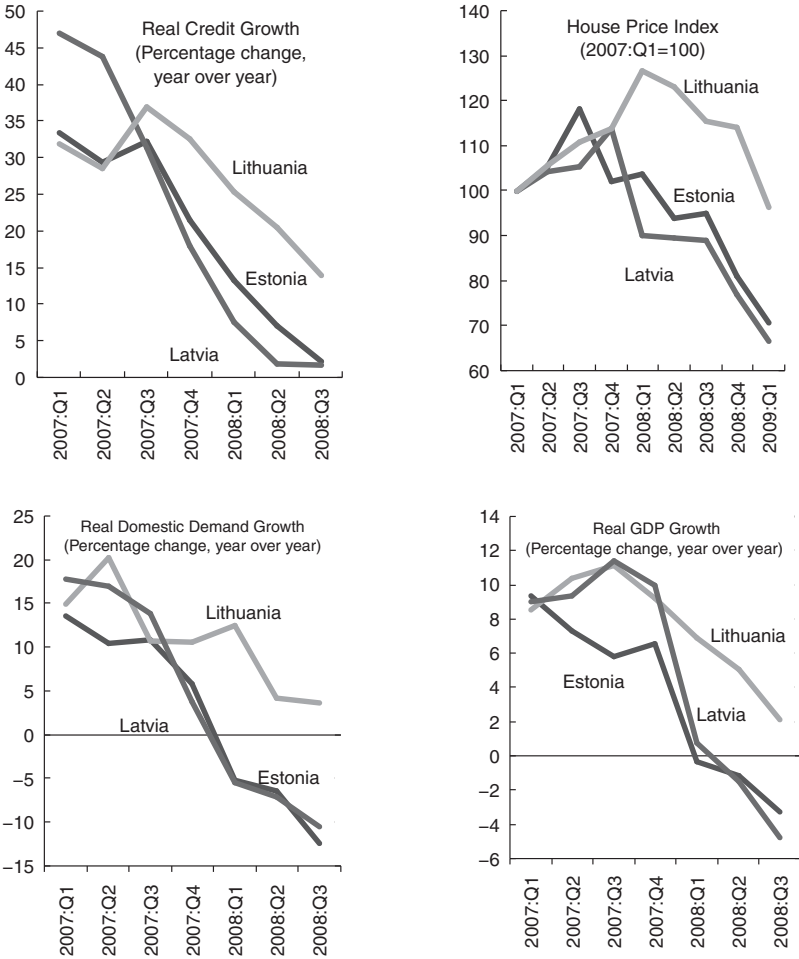 Real Credit Growth
(Percentage change,
year over year)
50
45
40
35
30
25
20
15
10
5
0
Lithuania
Estonia
Latvia
2007:Q1
2007:Q2
2007:Q3
2007:Q4
2008:Q1
2008:Q2
2008:Q3
House Price Index
(2007:Q1=100)
140
130
120
110
100
90
80
70
60
Lithuania
Estonia
Latvia
2007:Q1
2007:Q2
2007:Q3
2007:Q4
2008:Q1
2008:Q2
2008:Q3
2008:Q4
2009:Q1
Real Domestic Demand Growth
(Percentage change, year over year)
25
20
15
10
5
0
−5
−10
−15
Lithuania
Latvia
Estonia
2007:Q1
2007:Q2
2007:Q3
2007:Q4
2008:Q1
2008:Q2
2008:Q3
Real GDP Growth
(Percentage change, year over year)
14
12
10
8
6
4
2
0
−2
−4
−6
Lithuania
Estonia
Latvia
2007:Q1
2007:Q2
2007:Q3
2007:Q4
2008:Q1
2008:Q2
2008:Q3